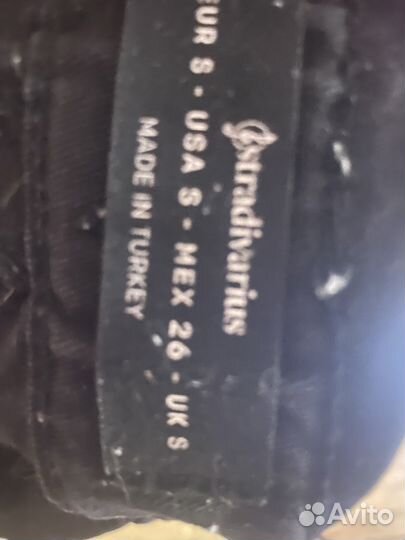 stradivarius
EUR S - USA S - MEX 26 - UK S
MADE IN TURKEY
Avito